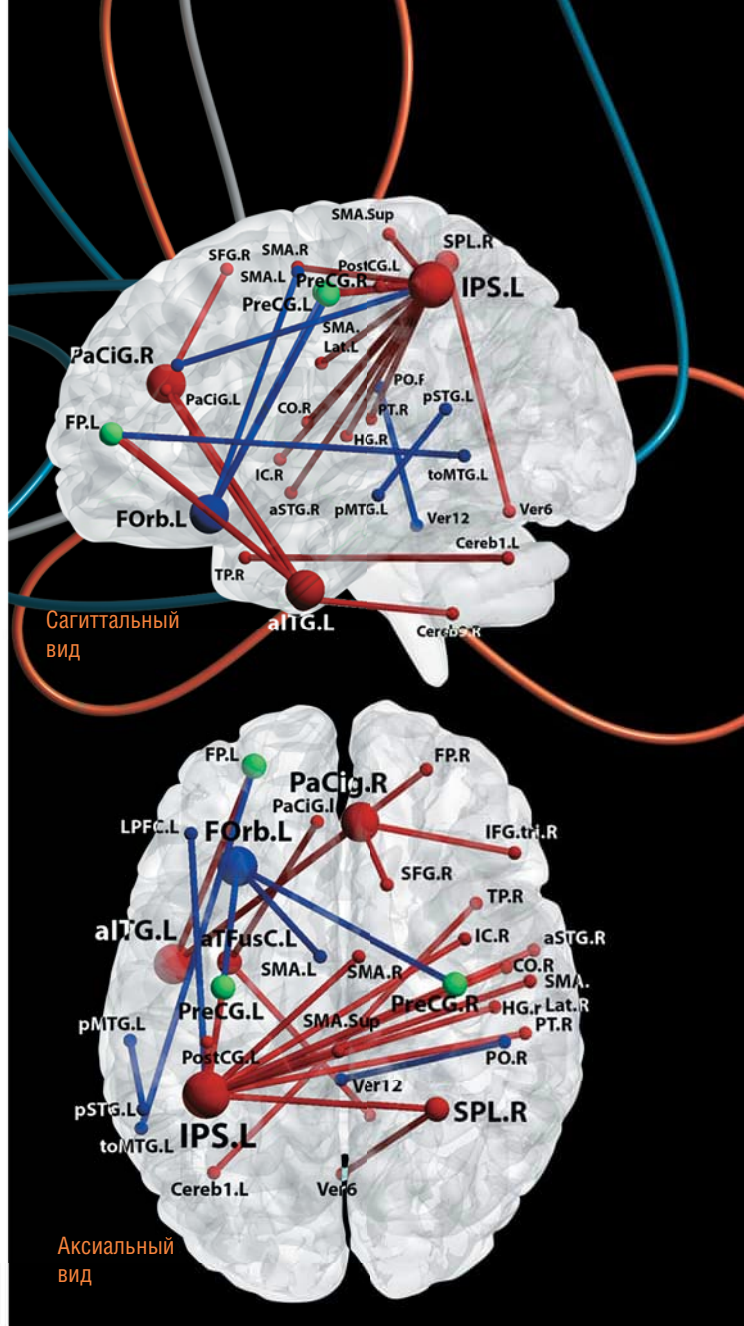 SMA.Sup
SPL.R
SFG.R
SMA.R
PostCG.L
SMA.L
PreCG.R
IPS.L
PreCG.L
SMA.
Lat.L
PaCiG.R
PO.r
PaCiG.L
pSTG.L
CO.R
PT.R
FP.L
HG.R
IC.R
toMTG.L
aSTG.R
pMTG.L
FOrb.L
Ver12
Ver6
Cereb1.L
TP.R
aITG.L
Cereb9.R
Сагиттальный
вид
FP.L
FP.R
PaCig.R
PaCiG.l
LPFC.L
FOrb.L
IFG.tri.R
SFG.R
TP.R
aITG.L
aTFusC.L
IC.R
aSTG.R
SMA.L
SMA.R
CO.R
SMA.
PreCG.L
PreCG.R
HG.r
Lat.R
pMTG.L
SMA.Sup
PT.R
PostCG.L
PO.R
Ver12
pSTG.L
IPS.L
SPL.R
toMTG.L
Cereb1.L
Ver6
Аксиальный
вид